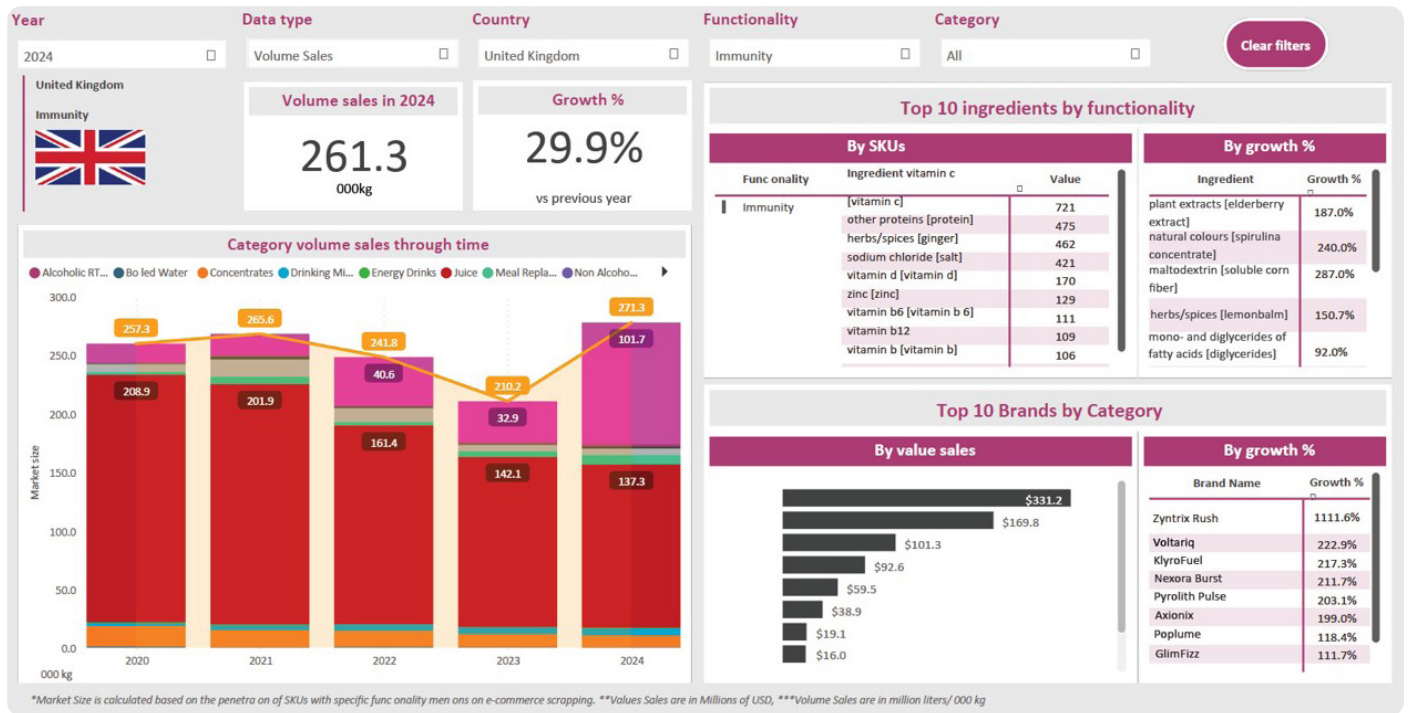 Year
Data type
Country
Functionality
Category
2024
Volume Sales
United Kingdom
Immunity
All
Clear filters
United Kingdom
Immunity
Volume sales in 2024
261.3
000kg
Growth %
29.9%
vs previous year
Category volume sales through time
Alcoholic RT... Bo led Water Concentrates Drinking Mi... Energy Drinks Juice Meal Repla... Non Alcoho...
Market size
300.0
250.0
200.0
150.0
100.0
50.0
0.0
257.3
208.9
265.6
201.9
241.8
40.6
161.4
210.2
32.9
142.1
271.3
101.7
137.3
2020 2021 2022 2023 2024
000 kg
Top 10 ingredients by functionality
By SKUs
Func onality Ingredient vitamin c Value
Immunity [vitamin c] 721
other proteins [protein] 475
herbs/spices [ginger] 462
sodium chloride [salt] 421
vitamin d [vitamin d] 170
zinc [zinc] 129
vitamin b6 [vitamin b 6] 111
vitamin b12 109
vitamin b [vitamin b] 106
By growth %
Ingredient Growth %
plant extracts [elderberry
extract] 187.0%
natural colours [spirulina
concentrate] 240.0%
maltodextrin [soluble corn
fiber] 287.0%
herbs/spices [lemonbalm] 150.7%
mono- and diglycerides of
fatty acids [diglycerides] 92.0%
Top 10 Brands by Category
By value sales
$331.2
$169.8
$101.3
$92.6
$59.5
$38.9
$19.1
$16.0
By growth %
Brand Name Growth %
Zyntrix Rush 1111.6%
Voltariq 222.9%
KlyroFuel 217.3%
Nexora Burst 211.7%
Pyrolith Pulse 203.1%
Axionix 199.0%
Poplume 118.4%
GlimFizz 111.7%
*Market Size is calculated based on the penetra on of SKUs with specific func onality men ons on e-commerce scrapping. **Values Sales are in Millions of USD, ***Volume Sales are in million liters/ 000 kg